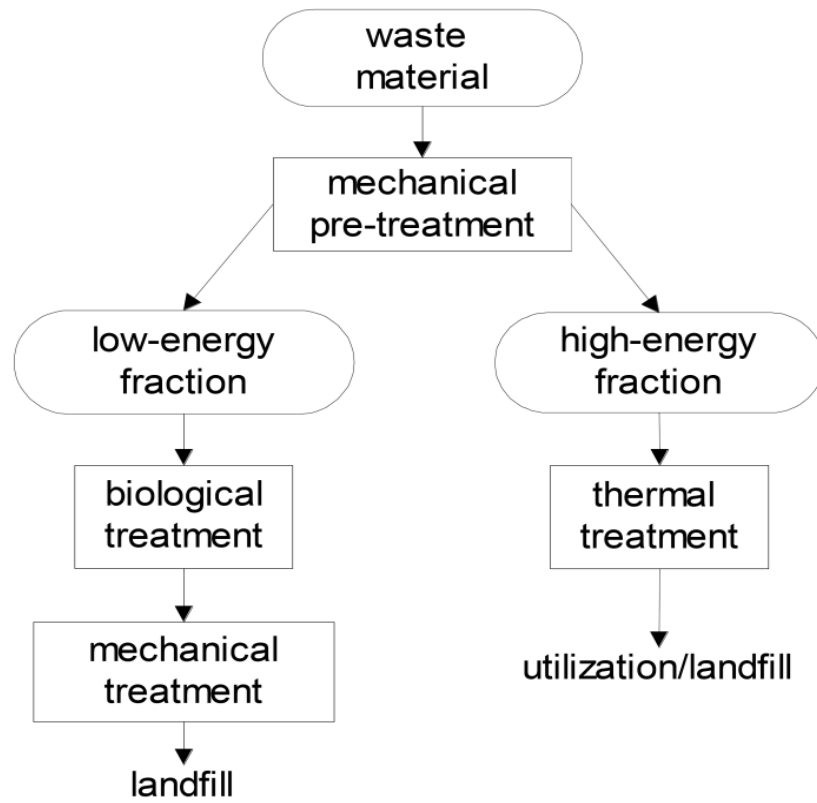 waste
material
mechanical
pre-treatment
low-energy
fraction
high-energy
fraction
biological
treatment
thermal
treatment
mechanical
treatment
utilization/landfill
landfill